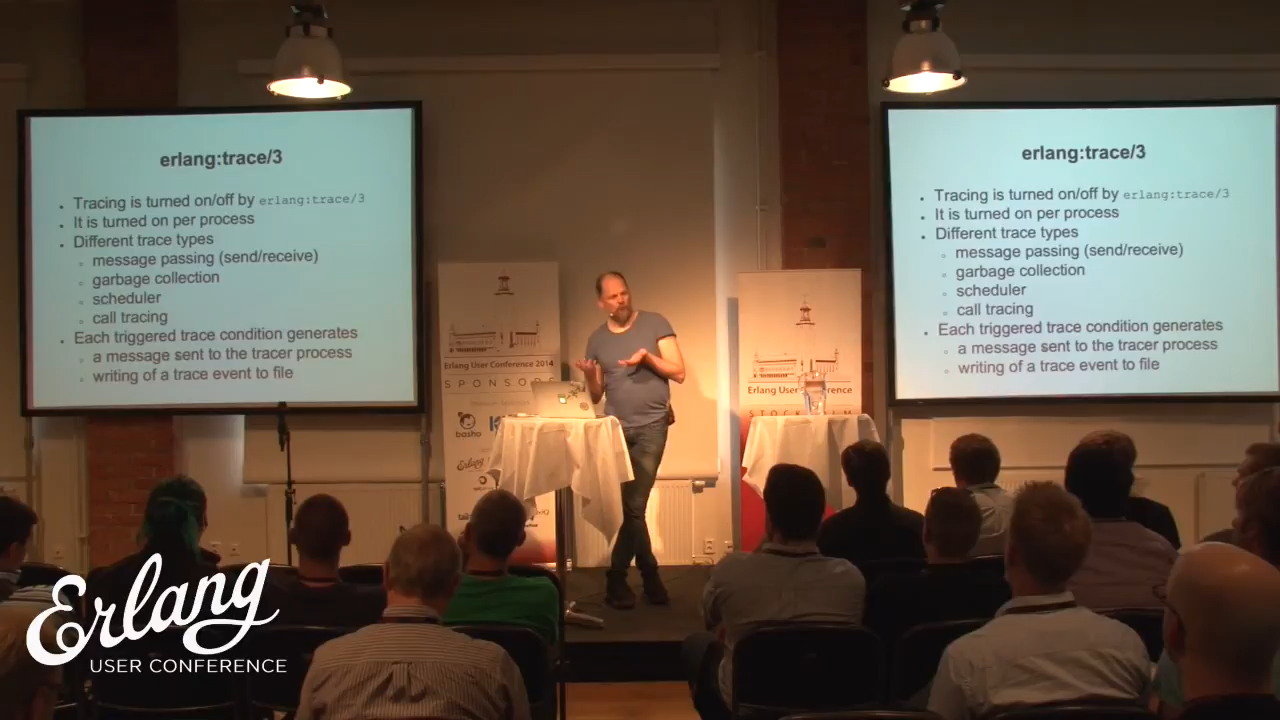 erlang:trace/3
Tracing is turned on/off by erlang:trace/3
It is turned on per process
Different trace types
message passing (send/receive)
garbage collection
scheduler
call tracing
Each triggered trace condition generates
a message sent to the tracer process
writing of a trace event to file
erlang:trace/3
Tracing is turned on/off by erlang:trace/3
It is turned on per process
Different trace types
message passing (send/receive)
garbage collection
scheduler
call tracing
Each triggered trace condition generates
a message sent to the tracer process
writing of a trace event to file
Erlang User Conference 2014
SPONSO
basho
Erlang
Erlang User Conference
STOCKHOLM
Erlang
USER CONFERENCE